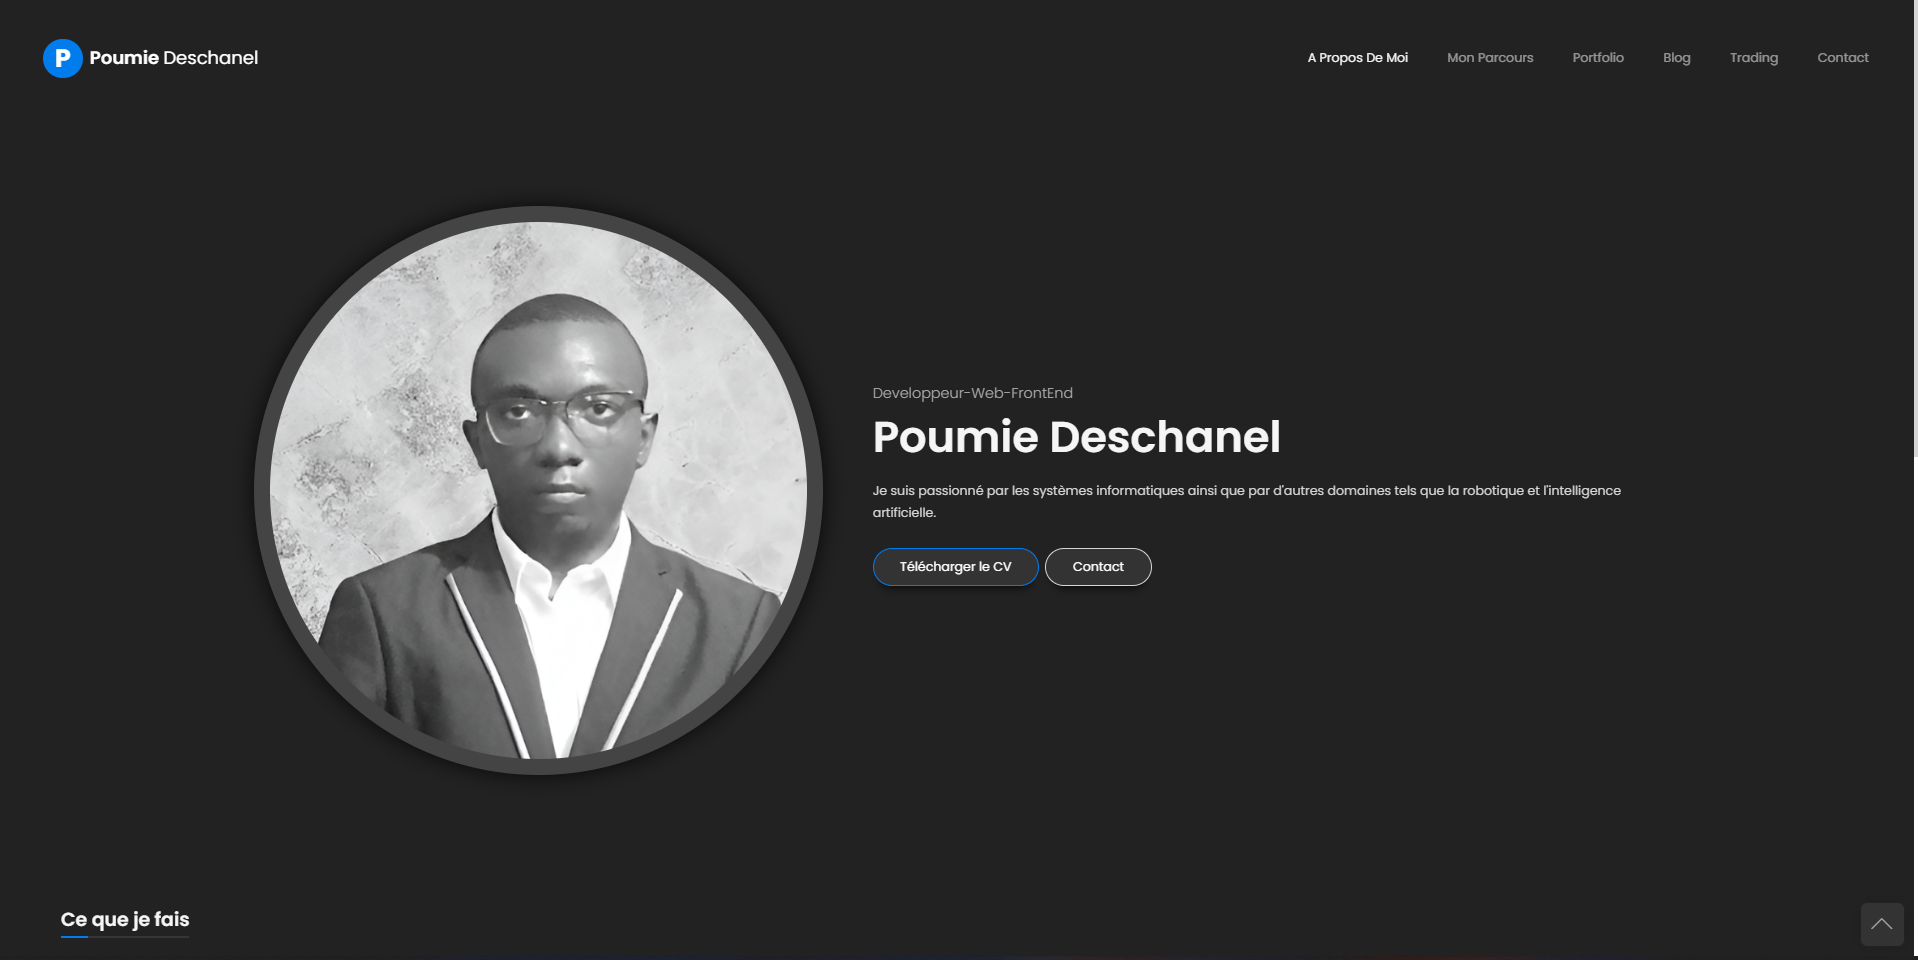 P Poumie Deschanel
A Propos De Moi Mon Parcours Portfolio Blog Trading Contact
Developpeur-Web-FrontEnd
Poumie Deschanel
Je suis passionné par les systèmes informatiques ainsi que par d'autres domaines tels que la robotique et l'intelligence
artificielle.
Télécharger le CV Contact
Ce que je fais